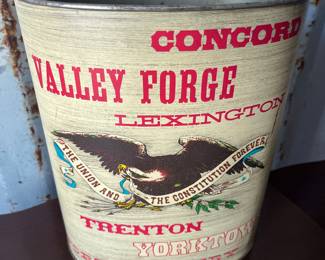 CONCORD
VALLEY FORGE
LEXINGTON
THE UNION AND THE CONSTITUTION FOREVER
TRENTON